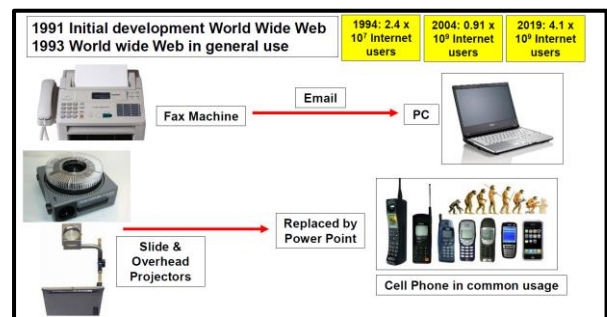 1991 Initial development World Wide Web
1993 World wide Web in general use
1994: 2.4 x
10⁷ Internet
users
2004: 0.91 x
10⁹ Internet
users
2019: 4.1 x
10⁹ Internet
users
Fax Machine
Email
PC
Slide &
Overhead
Projectors
Replaced by
Power Point
Cell Phone in common usage